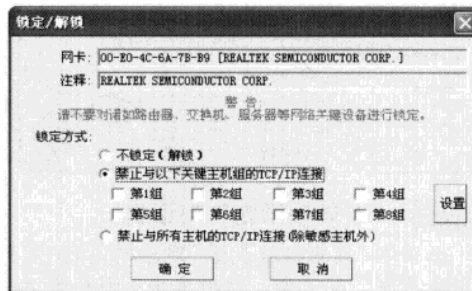 锁定/解锁
网卡: 00-E0-4C-6A-7B-B9 [REALTEK SEMICONDUCTOR CORP.]
注释: REALTEK SEMICONDUCTOR CORP.
警 告
请不要对诸如路由器、交换机、服务器等网络关键设备进行锁定。
锁定方式:
不锁定(解锁)
禁止与以下关键主机组的TCP/IP连接
第1组 第2组 第3组 第4组
第5组 第6组 第7组 第8组
设置
禁止与所有主机的TCP/IP连接(除敏感主机外)
确 定 取 消